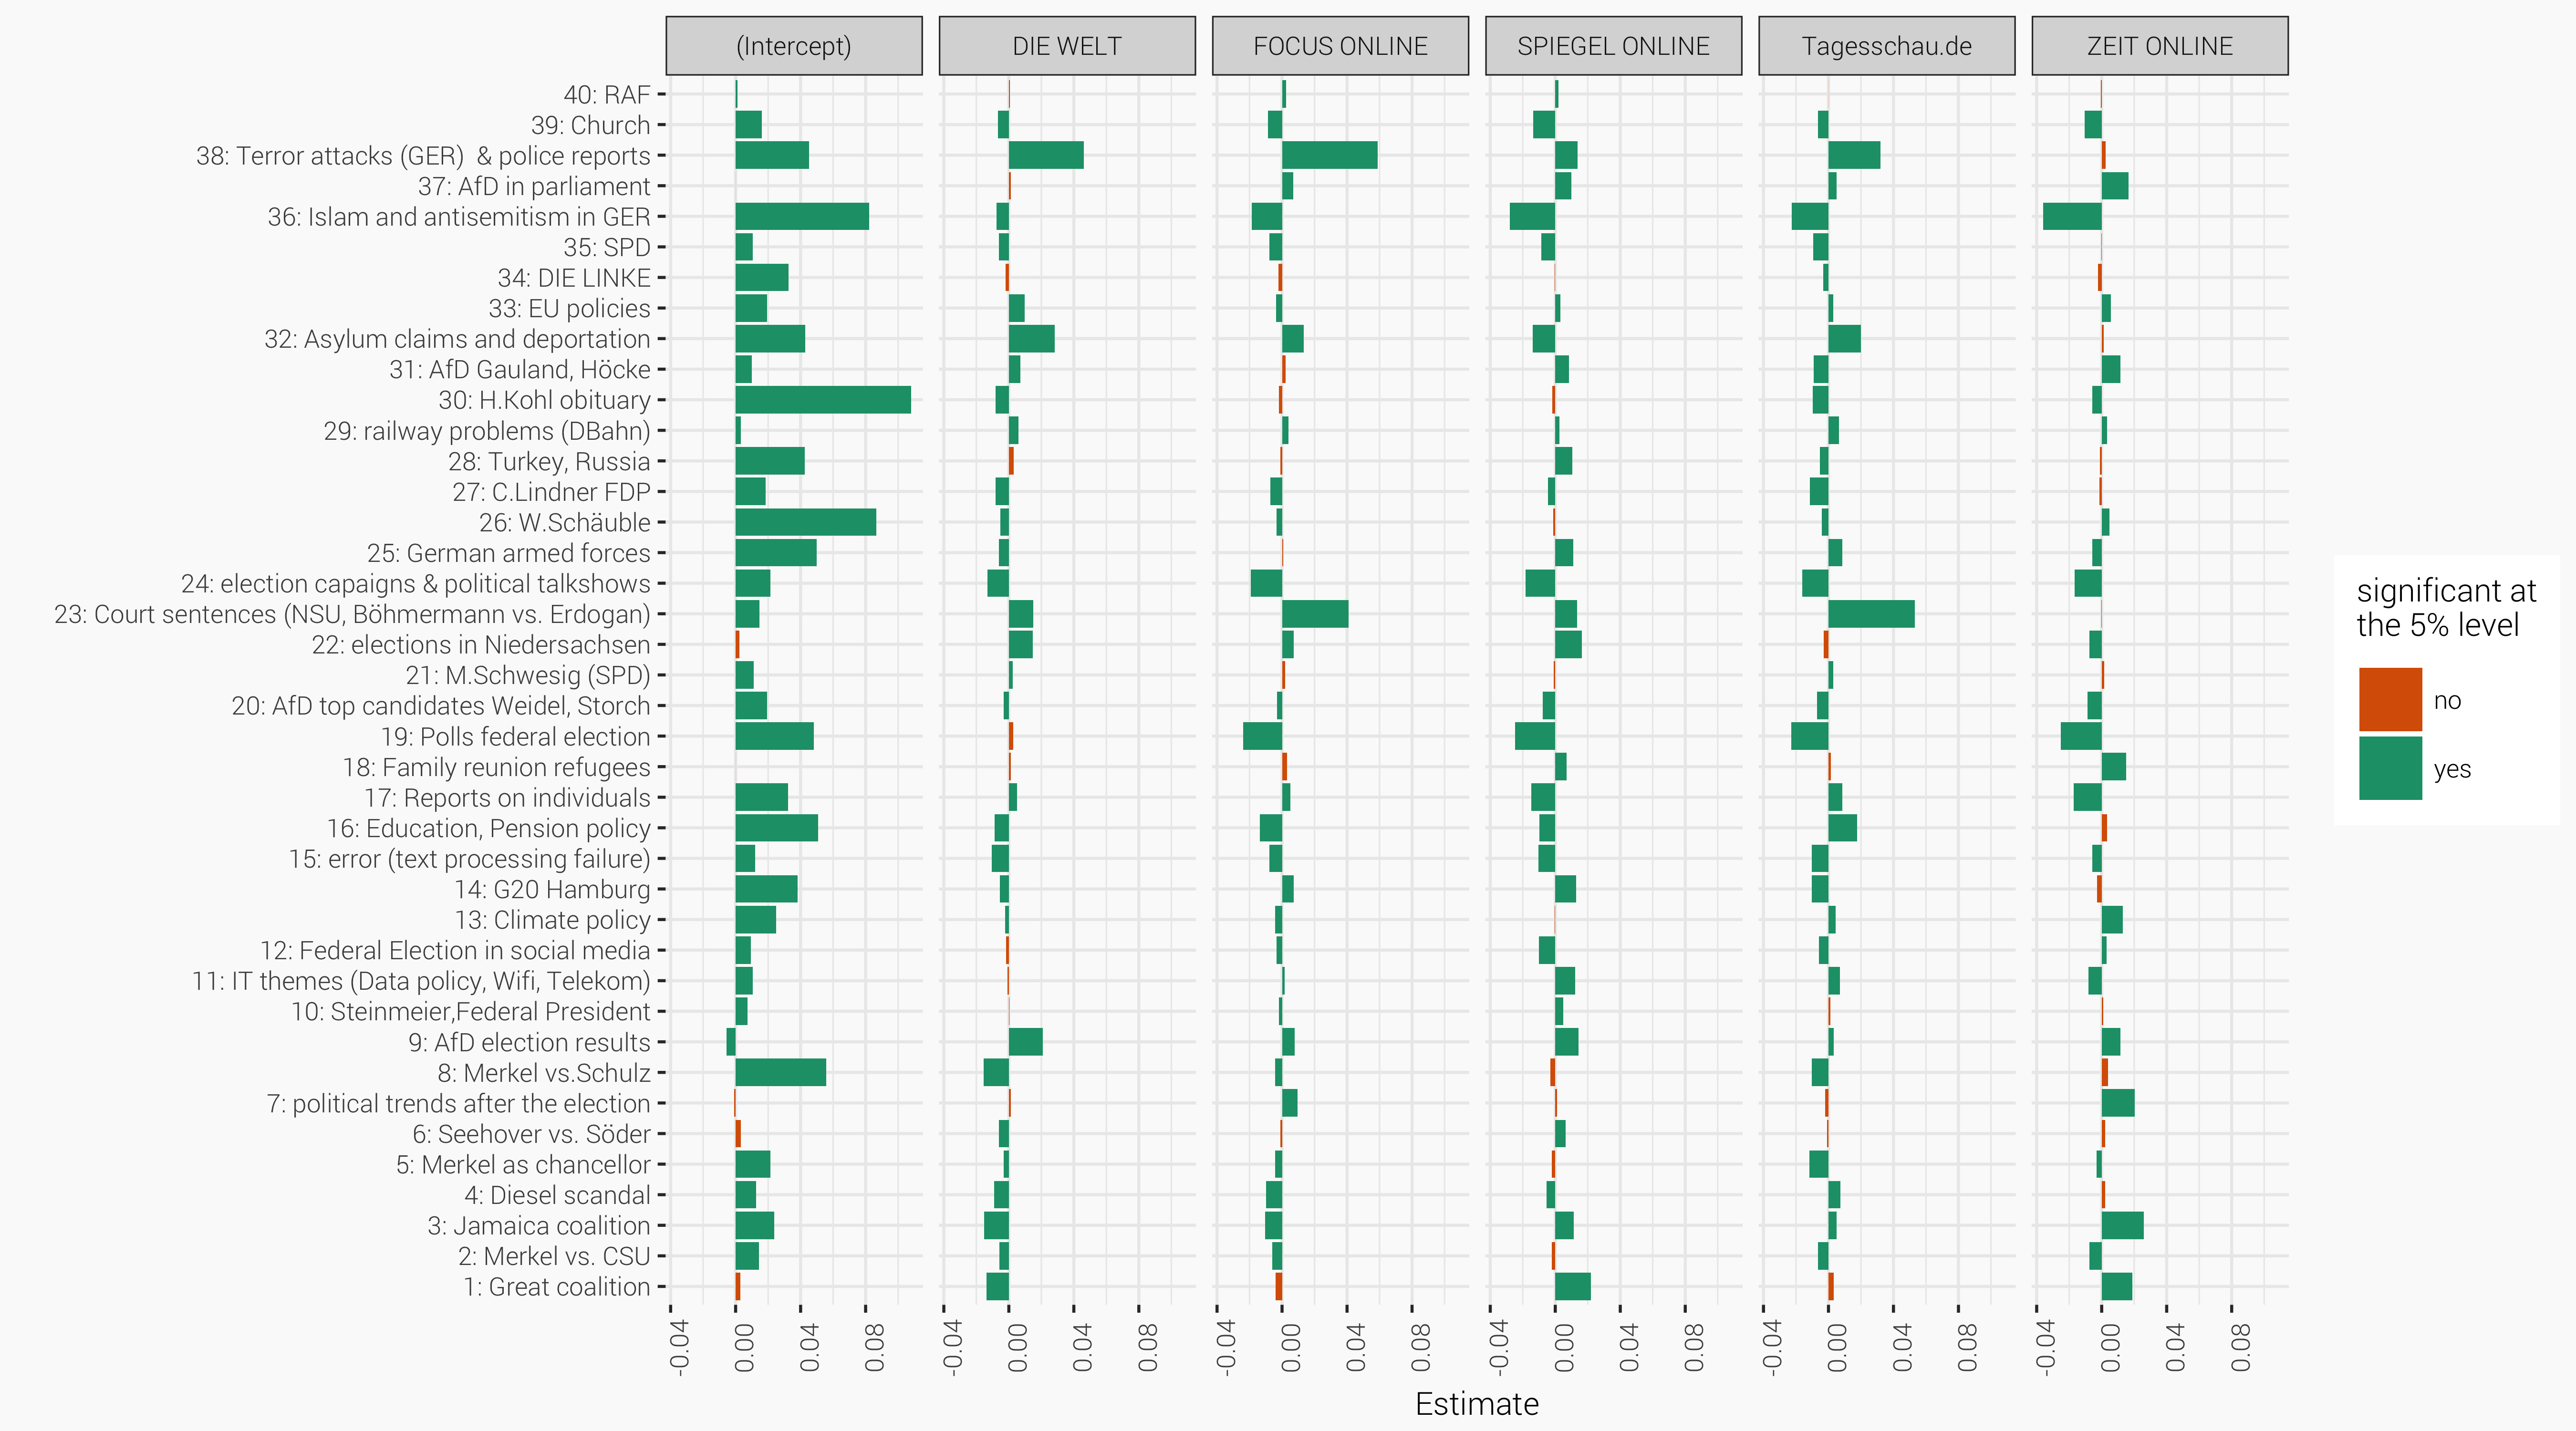 (Intercept) DIE WELT FOCUS ONLINE SPIEGEL ONLINE Tagesschau.de ZEIT ONLINE
40: RAF
39: Church
38: Terror attacks (GER)  & police reports
37: AfD in parliament
36: Islam and antisemitism in GER
35: SPD
34: DIE LINKE
33: EU policies
32: Asylum claims and deportation
31: AfD Gauland, Höcke
30: H.Kohl obituary
29: railway problems (DBahn)
28: Turkey, Russia
27: C.Lindner FDP
26: W.Schäuble
25: German armed forces
24: election capaigns & political talkshows
23: Court sentences (NSU, Böhmermann vs. Erdogan)
22: elections in Niedersachsen
21: M.Schwesig (SPD)
20: AfD top candidates Weidel, Storch
19: Polls federal election
18: Family reunion refugees
17: Reports on individuals
16: Education, Pension policy
15: error (text processing failure)
14: G20 Hamburg
13: Climate policy
12: Federal Election in social media
11: IT themes (Data policy, Wifi, Telekom)
10: Steinmeier,Federal President
9: AfD election results
8: Merkel vs.Schulz
7: political trends after the election
6: Seehover vs. Söder
5: Merkel as chancellor
4: Diesel scandal
3: Jamaica coalition
2: Merkel vs. CSU
1: Great coalition
-0.04 0.00 0.04 0.08 -0.04 0.00 0.04 0.08 -0.04 0.00 0.04 0.08 -0.04 0.00 0.04 0.08 -0.04 0.00 0.04 0.08 -0.04 0.00 0.04 0.08
Estimate
significant at
the 5% level
no
yes